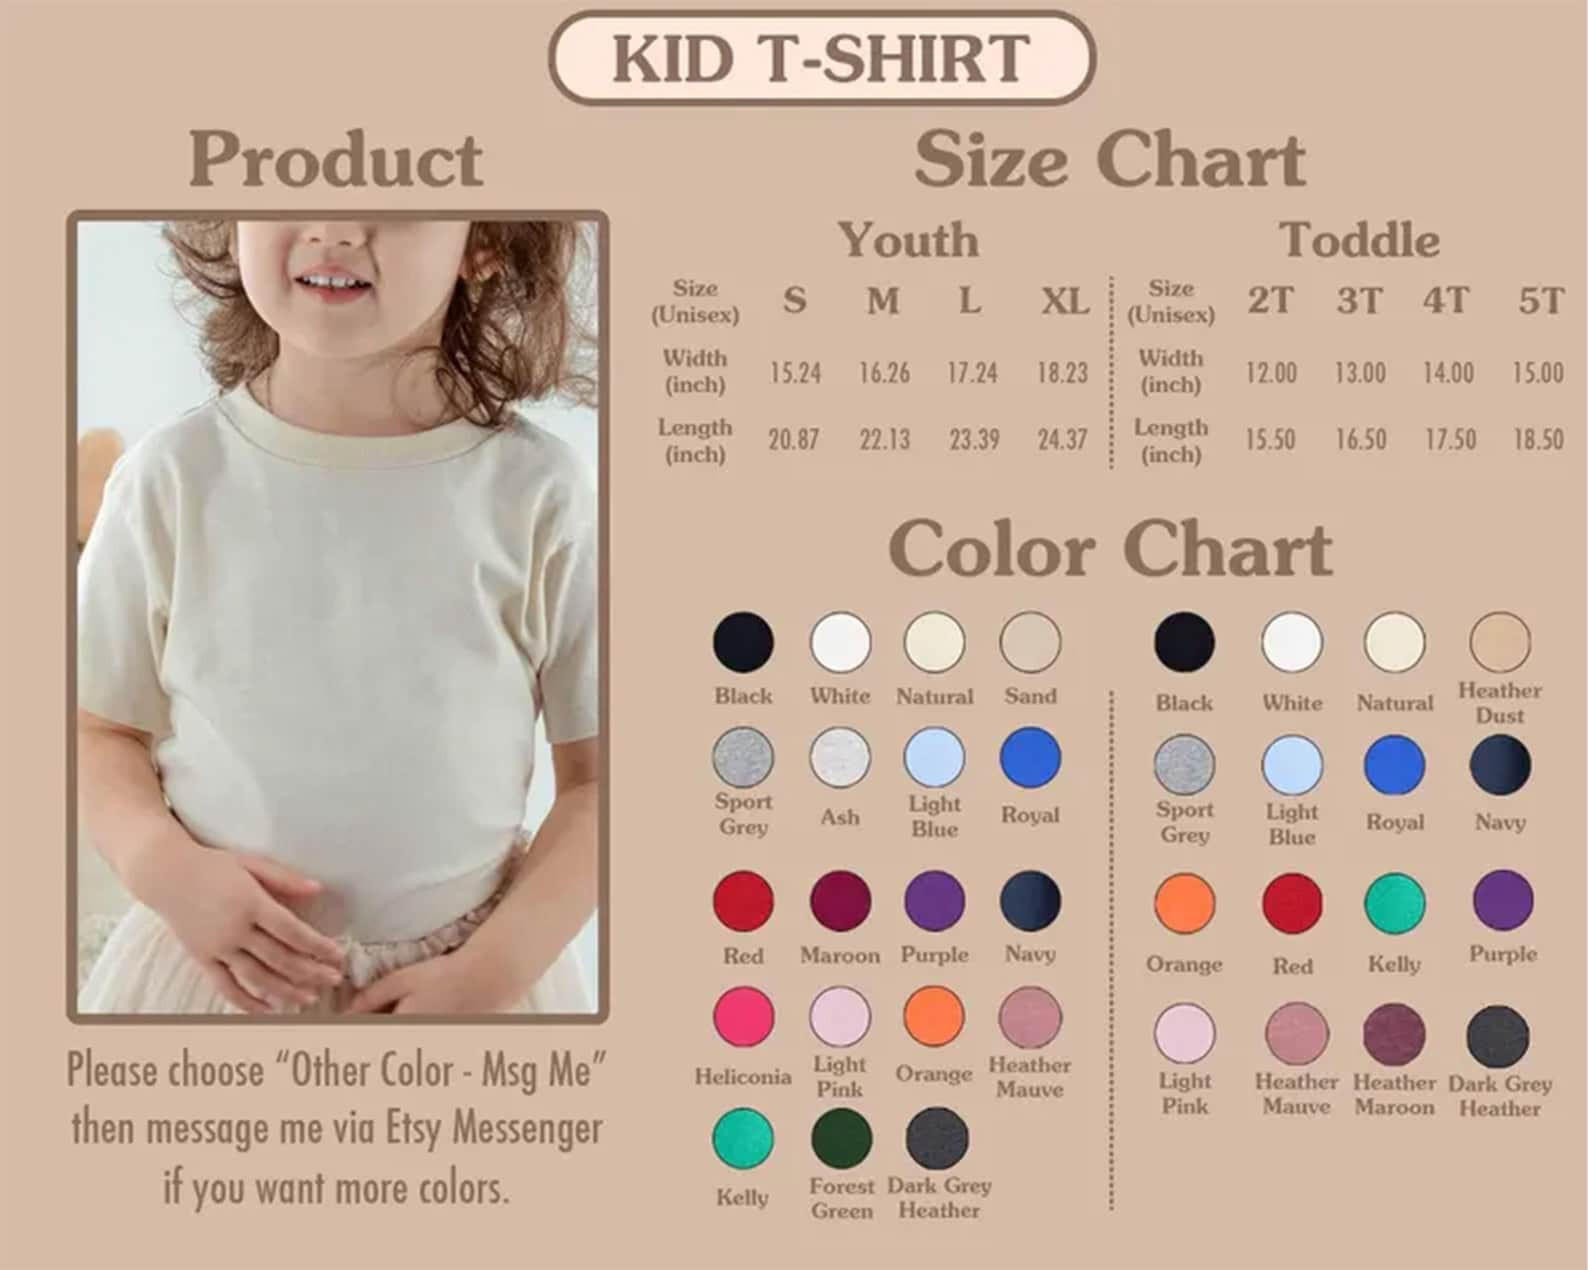 KID T-SHIRT
Product
Size Chart
Youth
Size (Unisex) S M L XL
Width (inch) 15.24 16.26 17.24 18.23
Length (inch) 20.87 22.13 23.39 24.37
Toddle
Size (Unisex) 2T 3T 4T 5T
Width (inch) 12.00 13.00 14.00 15.00
Length (inch) 15.50 16.50 17.50 18.50
Color Chart
Black White Natural Sand
Sport Grey Ash Light Blue Royal
Red Maroon Purple Navy
Heliconia Light Pink Orange Heather Mauve
Kelly Forest Green Dark Grey Heather
Black White Natural Heather Dust
Sport Grey Light Blue Royal Navy
Orange Red Kelly Purple
Light Pink Heather Mauve Heather Maroon Dark Grey Heather
Please choose “Other Color - Msg Me”
then message me via Etsy Messenger
if you want more colors.